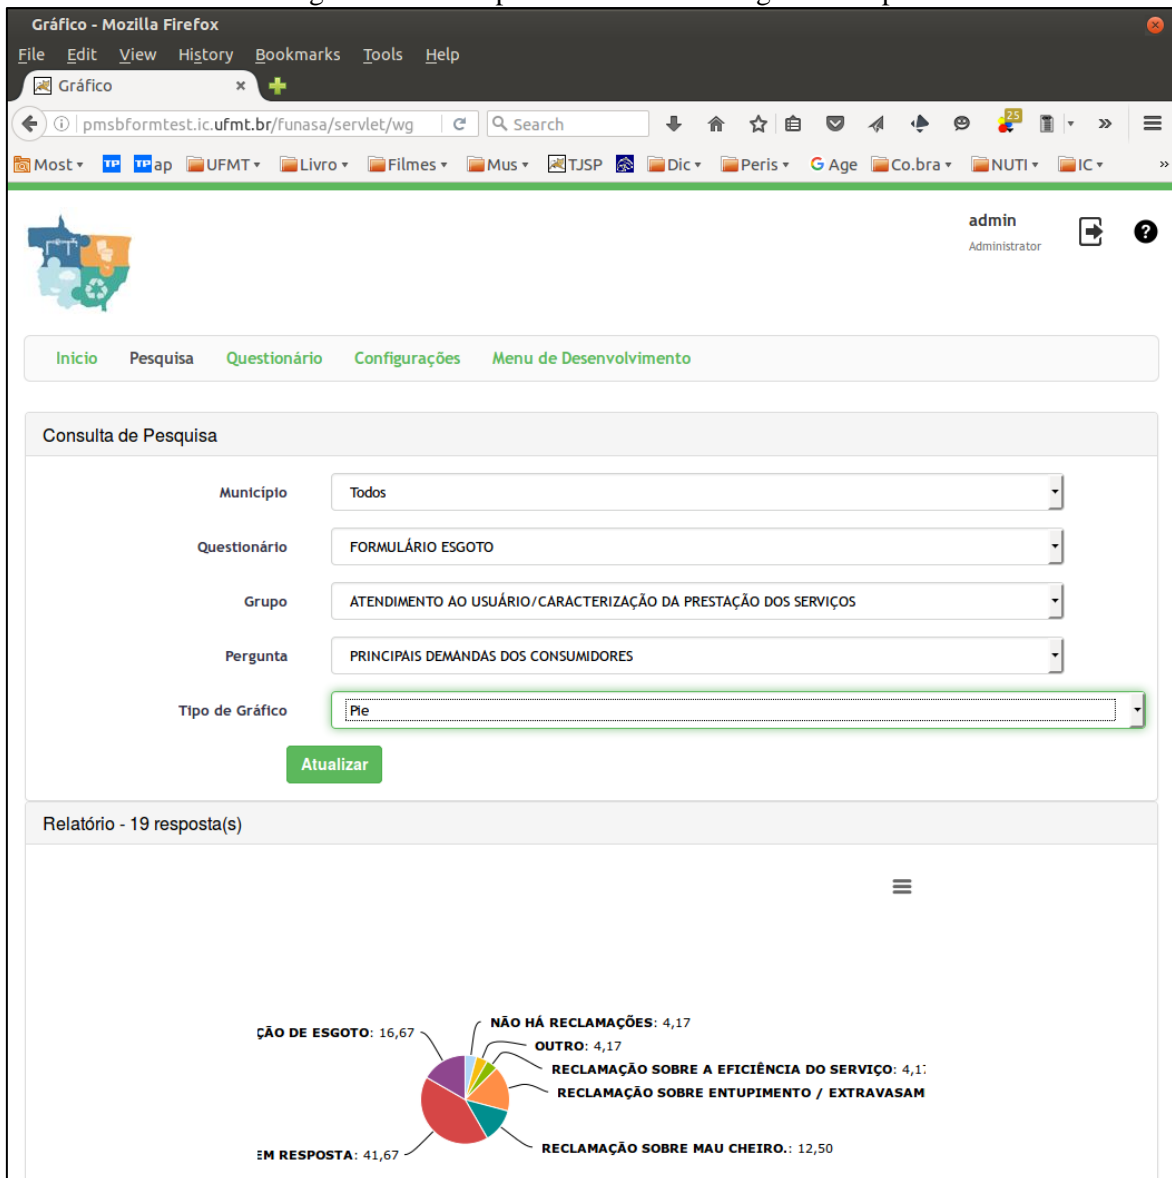 Gráfico - Mozilla Firefox
File Edit View History Bookmarks Tools Help
Gráfico
pmsbformtest.ic.ufmt.br/funasa/servlet/wg Search 25
Most TP TP ap UFMT Livro Filmes Mus TJSP Dic Peris G Age Co.bra NUTI IC »
admin
Administrator
Inicio Pesquisa Questionário Configurações Menu de Desenvolvimento
Consulta de Pesquisa
Município Todos
Questionário FORMULÁRIO ESGOTO
Grupo ATENDIMENTO AO USUÁRIO/CARACTERIZAÇÃO DA PRESTAÇÃO DOS SERVIÇOS
Pergunta PRINCIPAIS DEMANDAS DOS CONSUMIDORES
Tipo de Gráfico Pie
Atualizar
Relatório - 19 resposta(s)
NÃO HÁ RECLAMAÇÕES: 4,17
ÇÃO DE ESGOTO: 16,67
OUTRO: 4,17
RECLAMAÇÃO SOBRE A EFICIÊNCIA DO SERVIÇO: 4,17
RECLAMAÇÃO SOBRE ENTUPIMENTO / EXTRAVASAM
RECLAMAÇÃO SOBRE MAU CHEIRO.: 12,50
EM RESPOSTA: 41,67